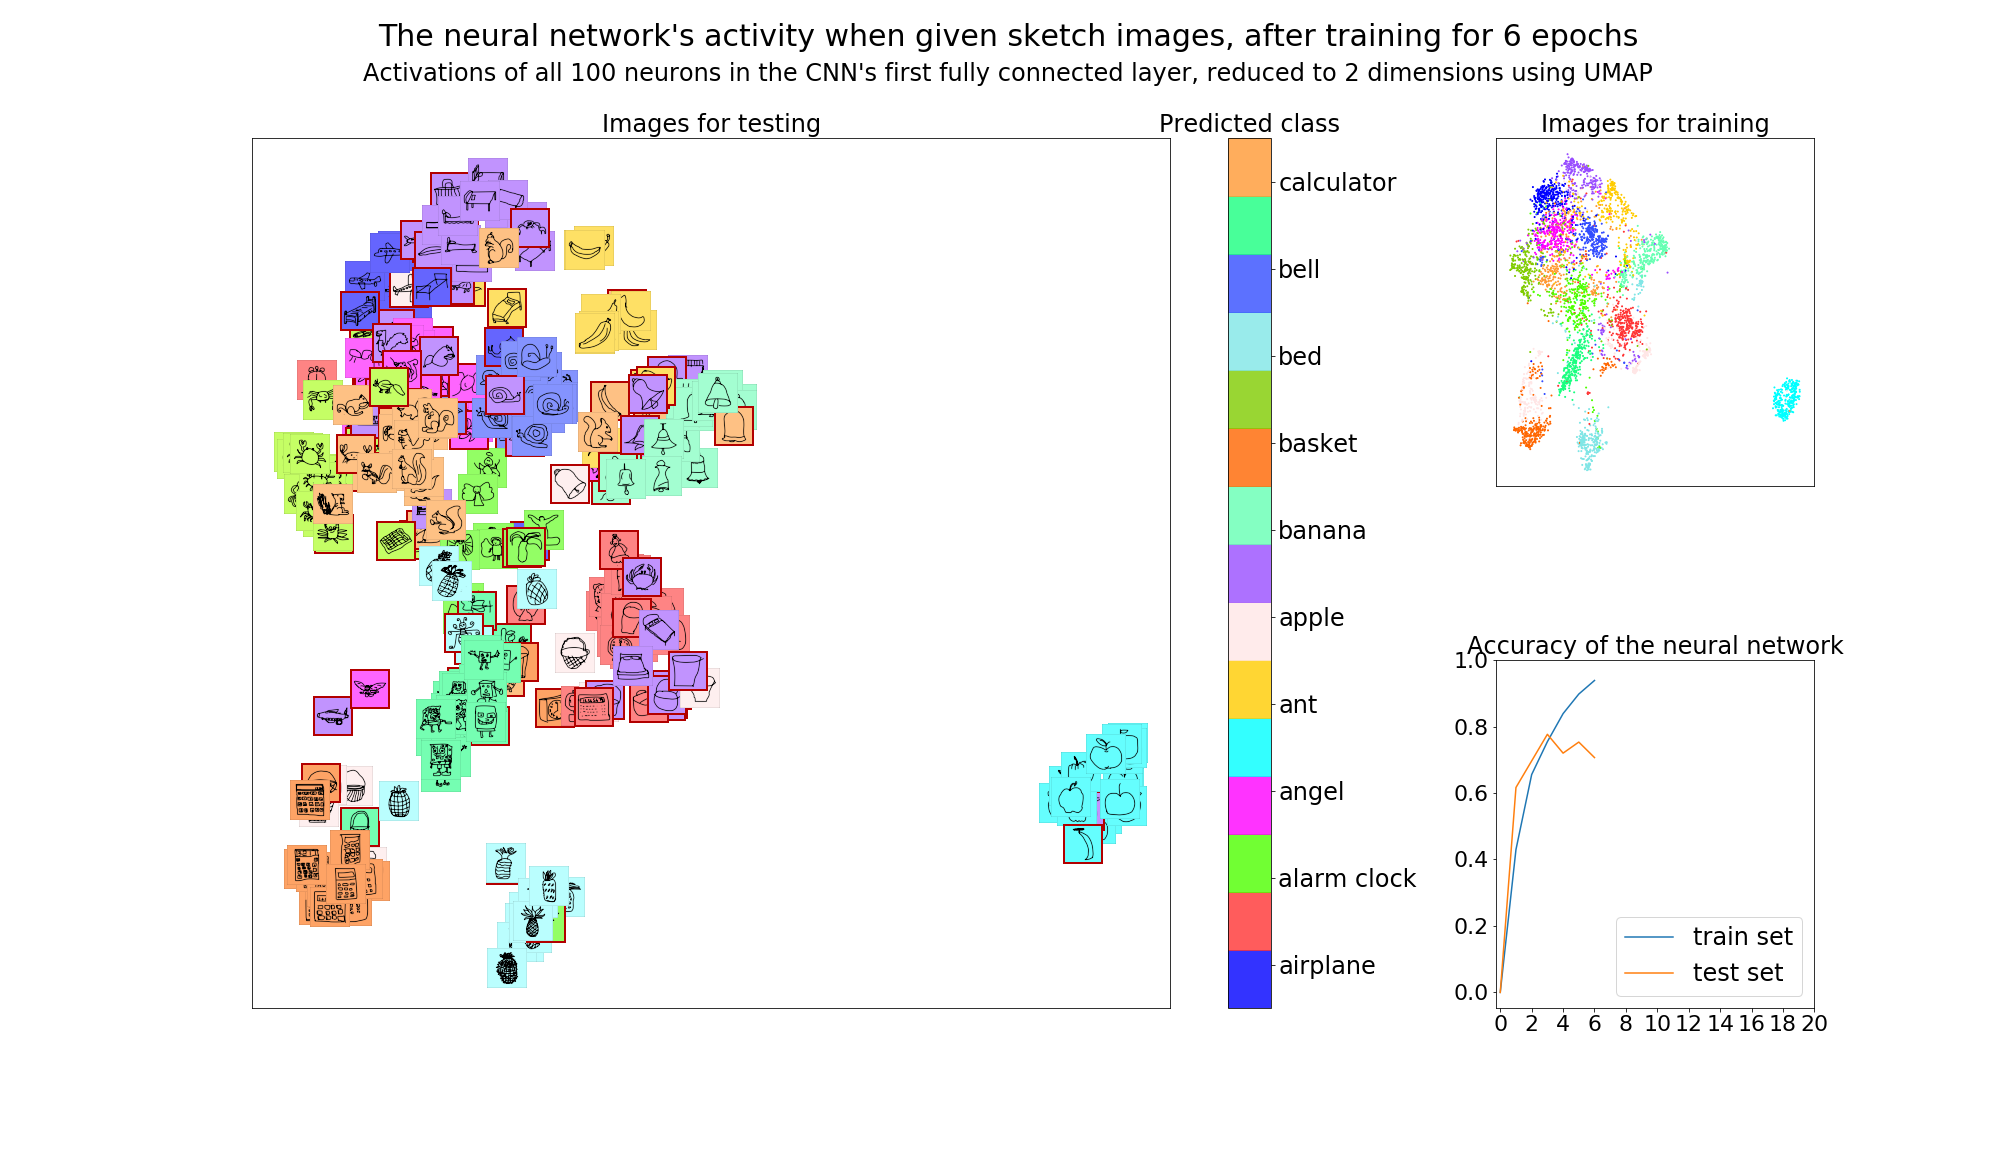 The neural network's activity when given sketch images, after training for 6 epochs
Activations of all 100 neurons in the CNN's first fully connected layer, reduced to 2 dimensions using UMAP
Images for testing
Predicted class
calculator
bell
bed
basket
banana
apple
ant
angel
alarm clock
airplane
Images for training
Accuracy of the neural network
1.0
0.8
0.6
0.4
0.2
0.0
train set
test set
0 2 4 6 8 10 12 14 16 18 20